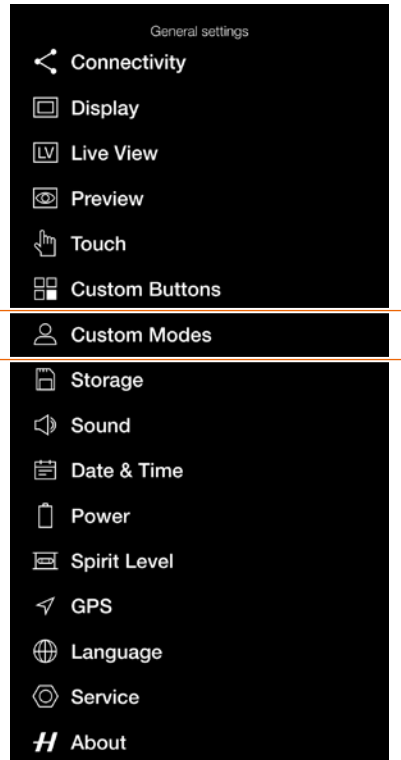 General settings
Connectivity
Display
LV Live View
Preview
Touch
Custom Buttons
Custom Modes
Storage
Sound
Date & Time
Power
Spirit Level
GPS
Language
Service
H About